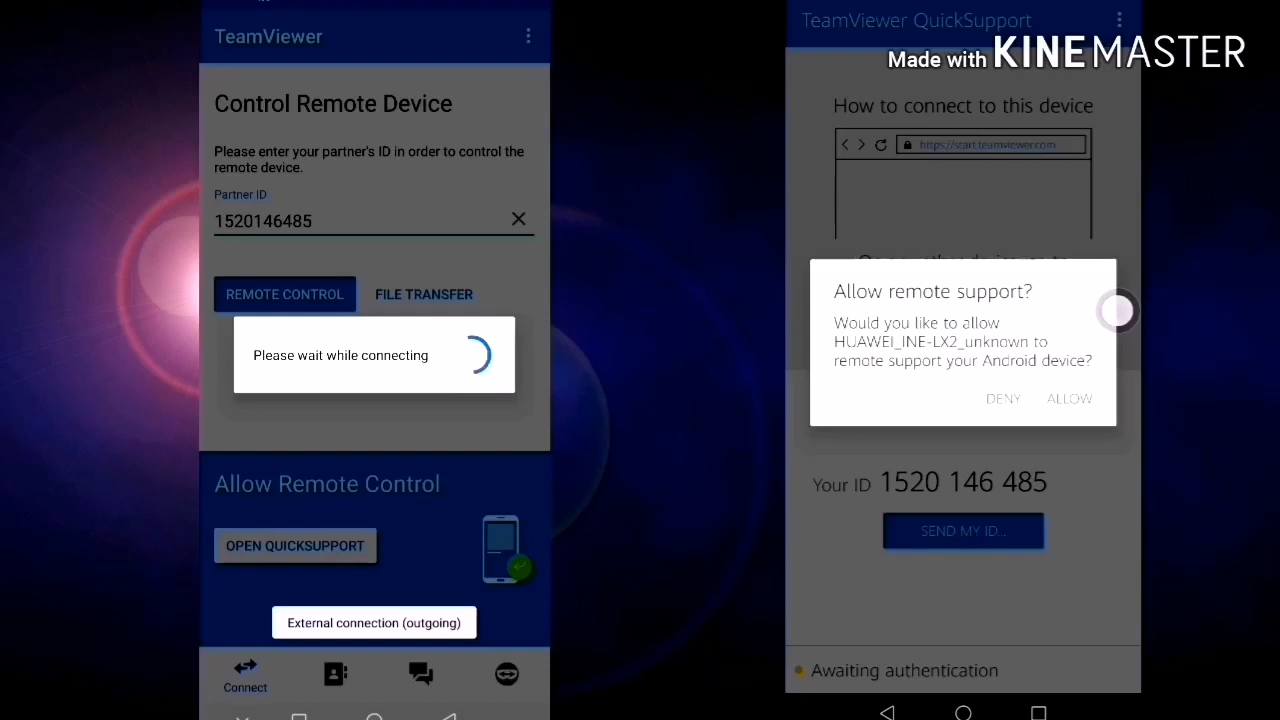 TeamViewer
Control Remote Device
Please enter your partner's ID in order to control the
remote device.
Partner ID
1520146485
REMOTE CONTROL
FILE TRANSFER
Please wait while connecting
Allow Remote Control
OPEN QUICKSUPPORT
External connection (outgoing)
Connect
TeamViewer QuickSupport
Made with KINEMASTER
How to connect to this device
https://start.teamviewer.com
Allow remote support?
Would you like to allow
HUAWEI_INE-LX2_unknown to
remote support your Android device?
DENY
ALLOW
Your ID 1520 146 485
SEND MY ID...
Awaiting authentication